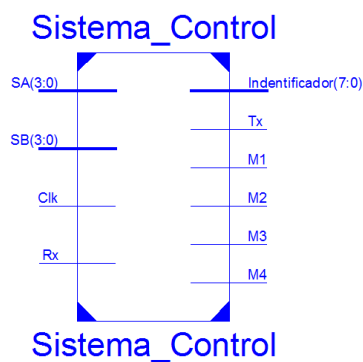 Sistema_Control
SA(3:0)
Indentificador(7:0)
Tx
SB(3:0)
M1
Clk
M2
M3
Rx
M4
Sistema_Control